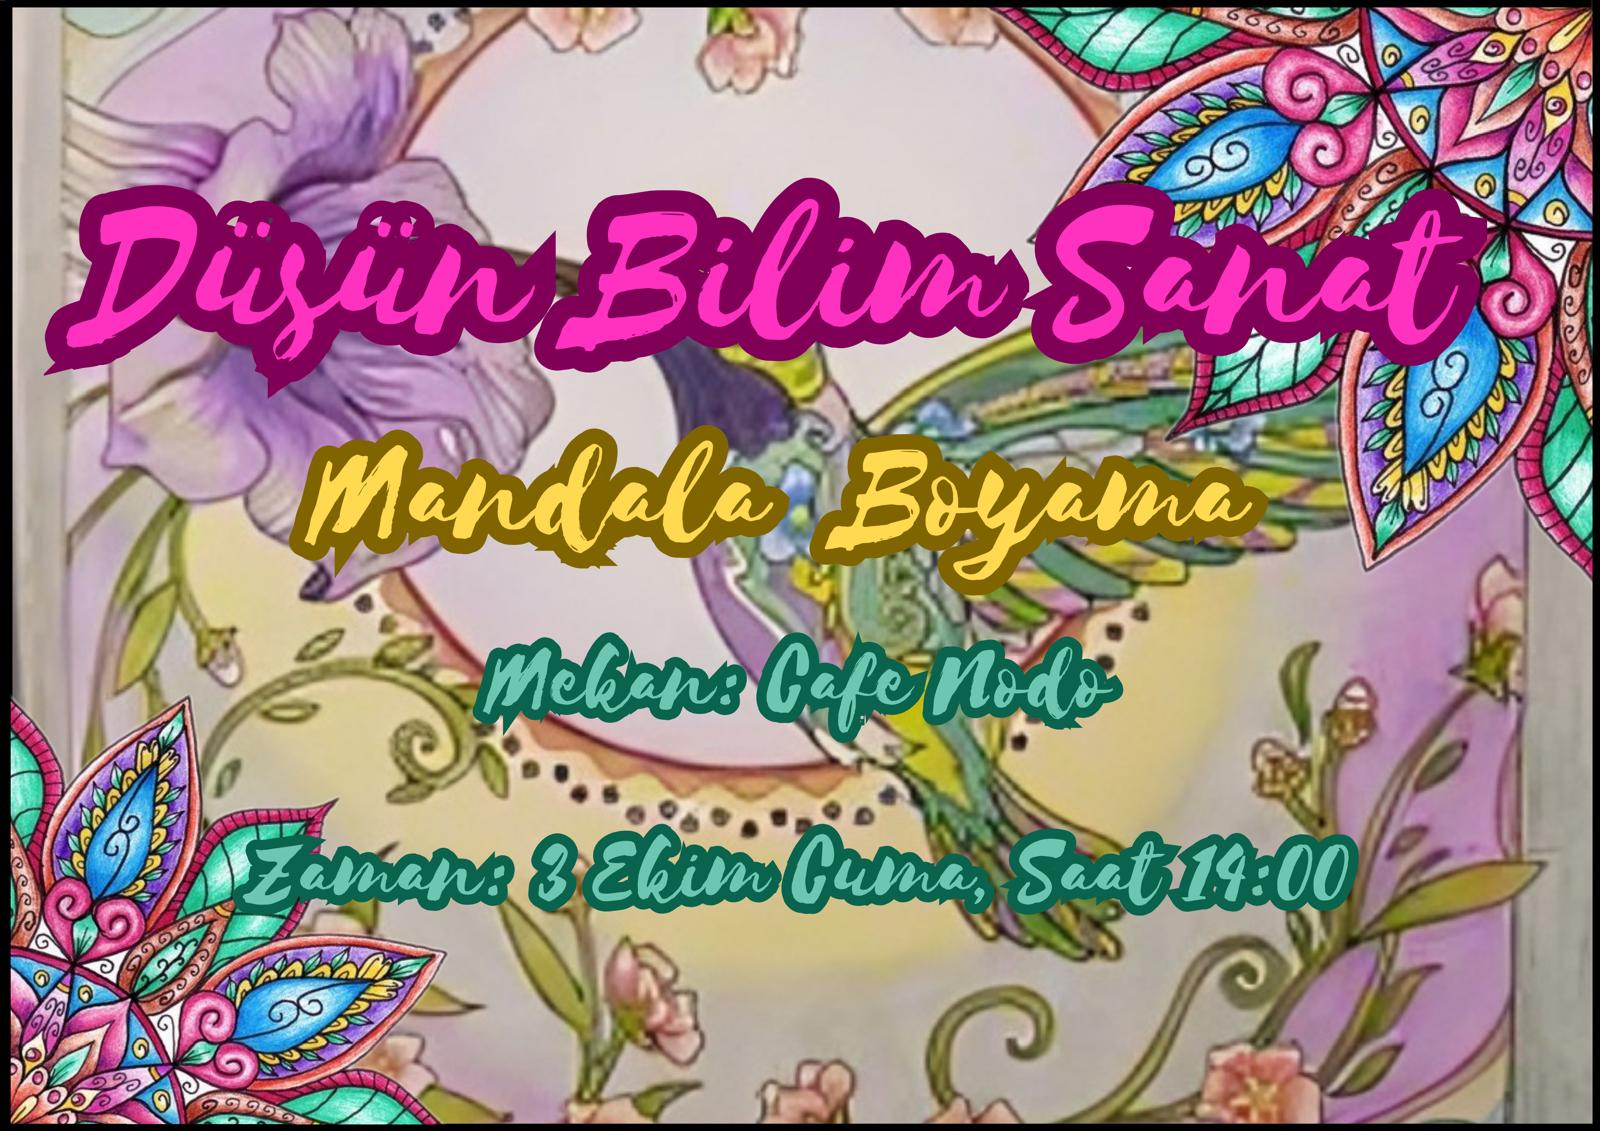 Düşün Bilim Sanat
Mandala Boyama
Mekan: Cafe Nodo
Zaman: 3 Ekim Cuma, Saat 14:00